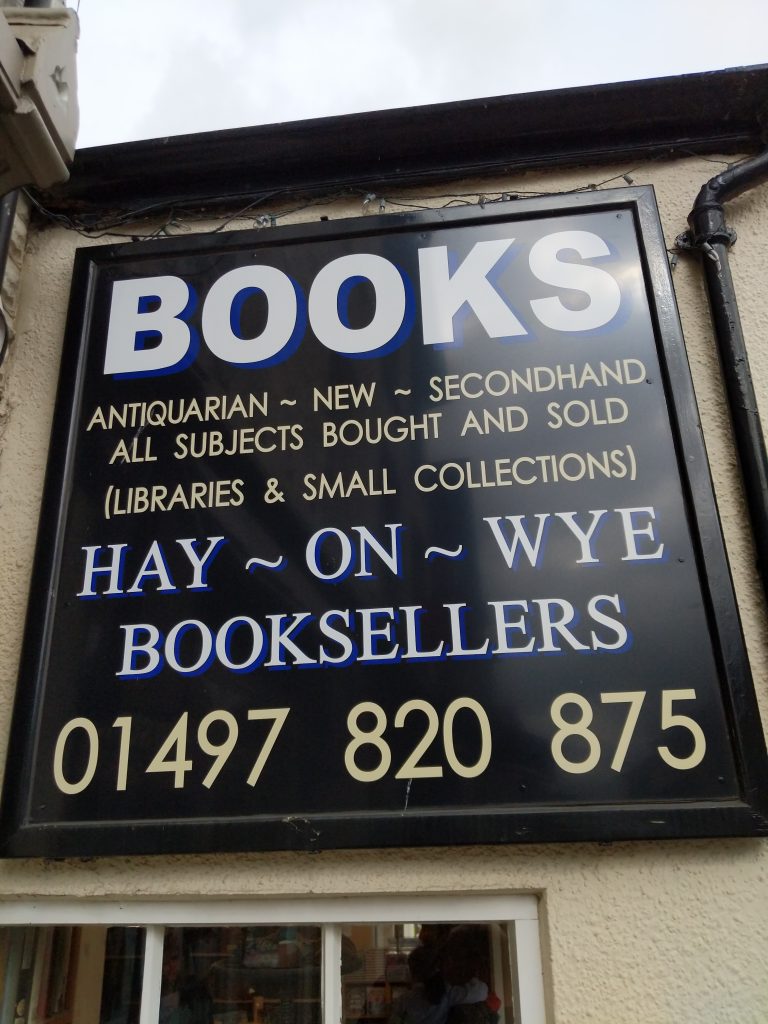 BOOKS
ANTIQUARIAN ~ NEW ~ SECONDHAND
ALL SUBJECTS BOUGHT AND SOLD
(LIBRARIES & SMALL COLLECTIONS)
HAY ~ ON ~ WYE
BOOKSELLERS
01497 820 875